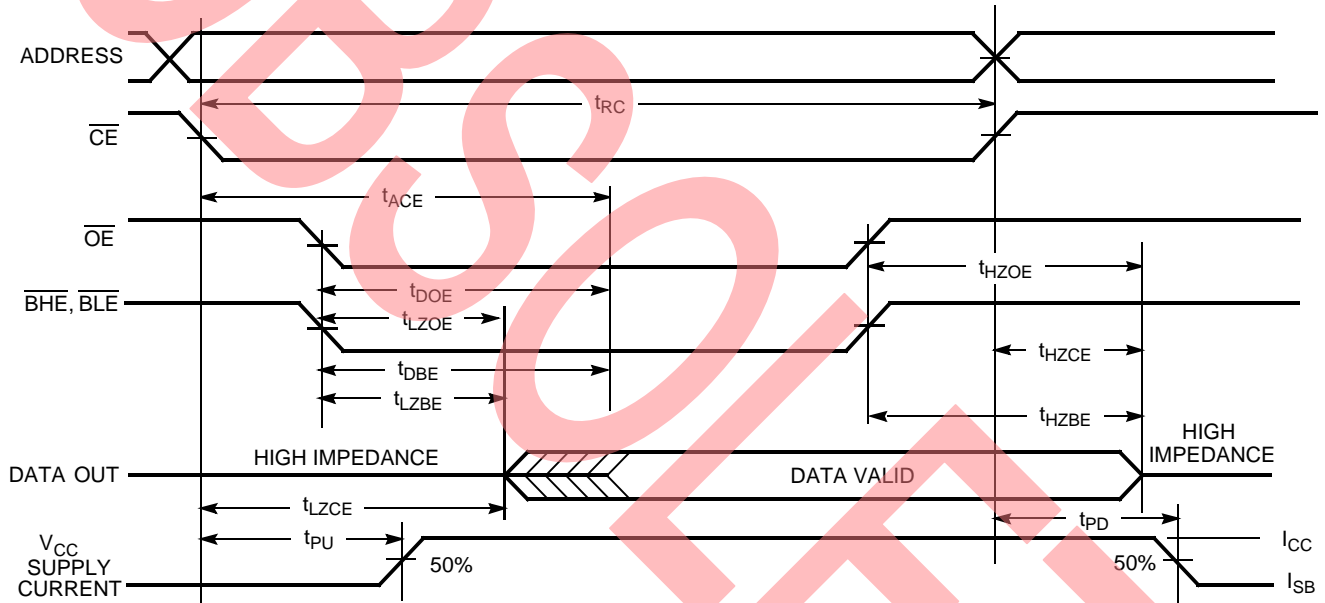 ADDRESS
tRC
CE
tACE
OE
tHZOE
tDOE
BHE, BLE
tLZOE
tHZCE
tDBE
tLZBE
tHZBE
HIGH IMPEDANCE
HIGH
IMPEDANCE
DATA OUT
DATA VALID
tLZCE
tPU
tPD
VCC
SUPPLY
CURRENT
50%
50%
ICC
ISB
OBSOLETE